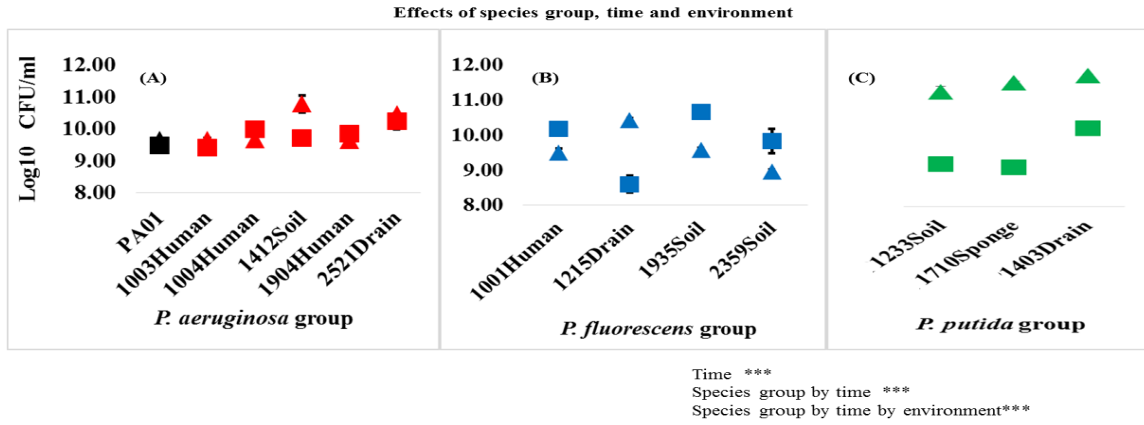 Effects of species group, time and environment
Log10 CFU/ml
(A)
12.00
11.00
10.00
9.00
8.00
PA01
1003Human
1004Human
1412Soil
1904Human
2521Drain
P. aeruginosa group
(B)
12.00
11.00
10.00
9.00
8.00
1001Human
1215Drain
1935Soil
2359Soil
P. fluorescens group
(C)
1233Soil
1710Sponge
1403Drain
P. putida group
Time ***
Species group by time ***
Species group by time by environment***